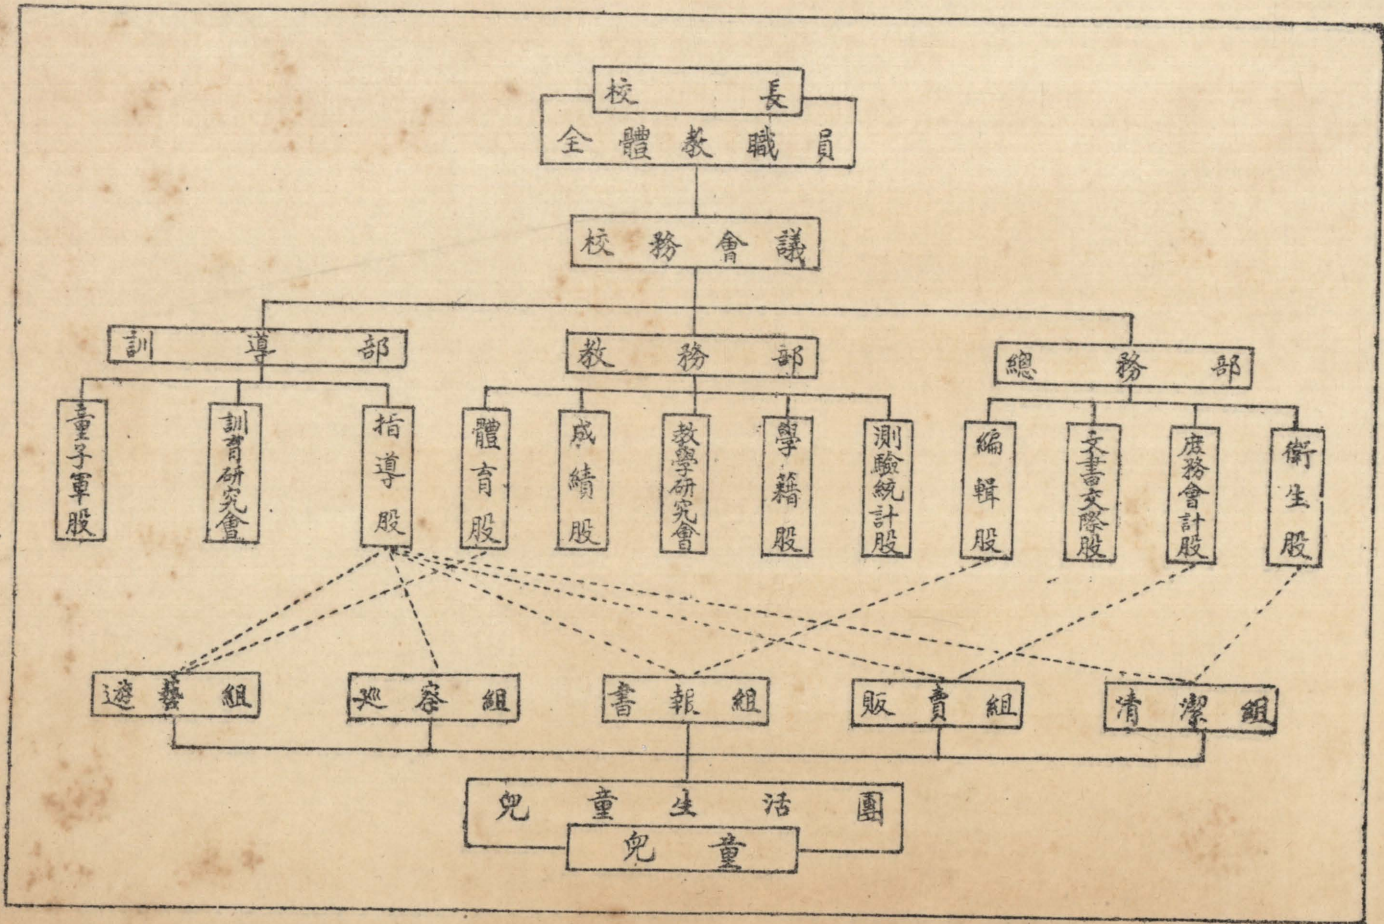 校長
全體教職員
校務會議
訓導部
教務部
總務部
童子軍股
訓育研究會
指導股
體育股
成績股
教學研究會
學籍股
測驗統計股
編輯股
文書交際股
庶務會計股
衛生股
遊藝組
巡察組
書報組
販賣組
清潔組
兒童生活團
兒童